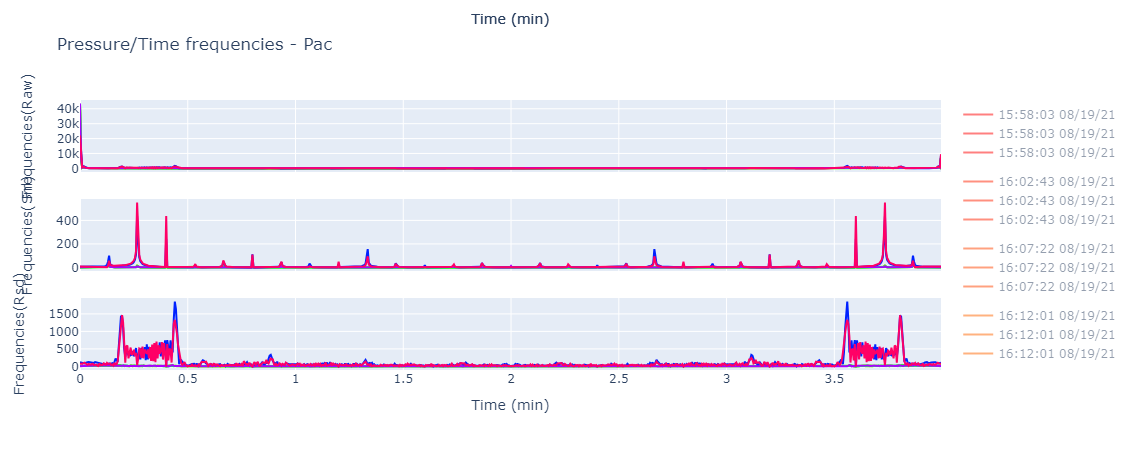 Time (min)
Pressure/Time frequencies - Pac
Frequencies(Raw)
40k
30k
20k
10k
0
Frequencies(Sin)
400
200
0
Frequencies(Rsd)
1500
1000
500
0
0 0.5 1 1.5 2 2.5 3 3.5
Time (min)
15:58:03 08/19/21
15:58:03 08/19/21
15:58:03 08/19/21
16:02:43 08/19/21
16:02:43 08/19/21
16:02:43 08/19/21
16:07:22 08/19/21
16:07:22 08/19/21
16:07:22 08/19/21
16:12:01 08/19/21
16:12:01 08/19/21
16:12:01 08/19/21